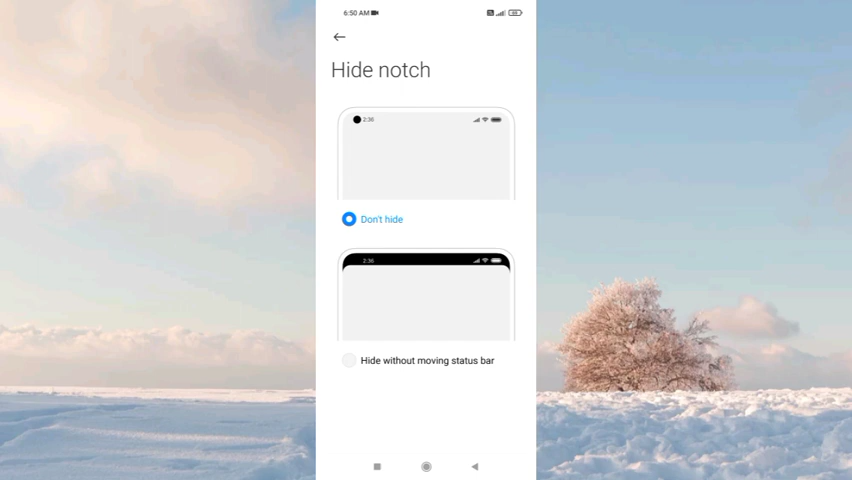 6:50 AM
Hide notch
2:36
Don't hide
2:36
Hide without moving status bar